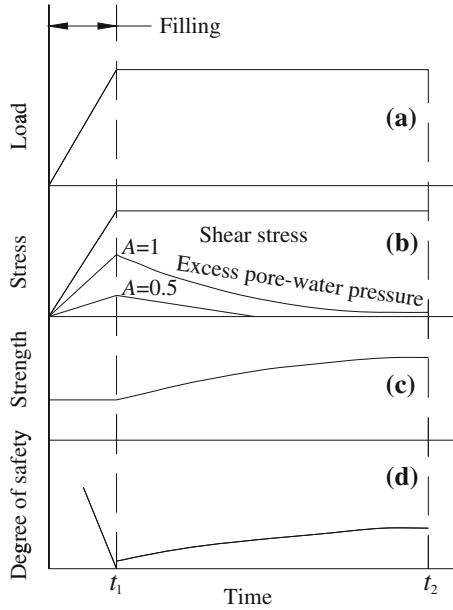 Filling
Load
(a)
Stress
A=1
Shear stress
(b)
Excess pore-water pressure
A=0.5
Strength
(c)
Degree of safety
(d)
t1
Time
t2